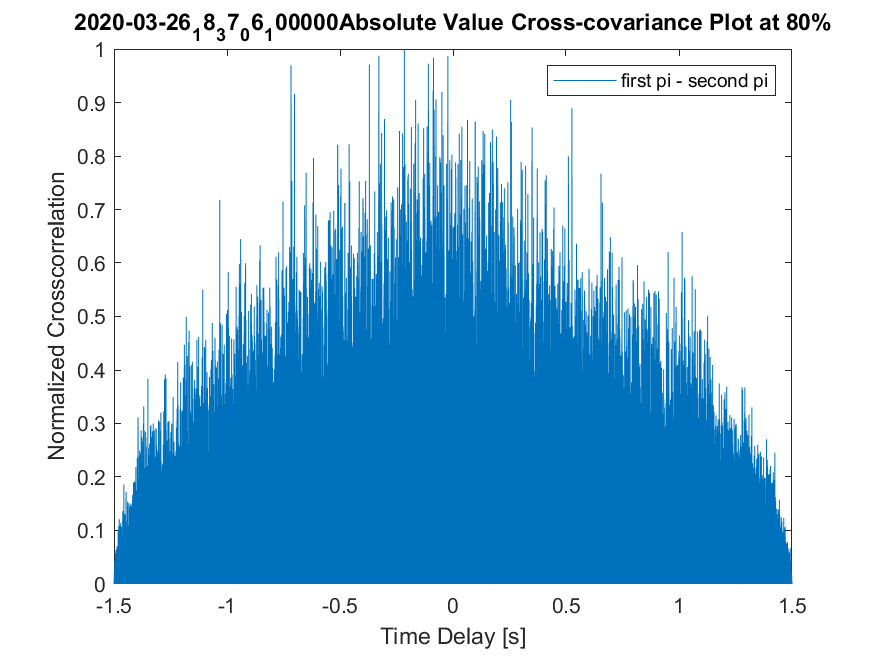 2020-03-26₁8₃7₀6₁00000Absolute Value Cross-covariance Plot at 80%
first pi - second pi
1
0.9
0.8
0.7
0.6
0.5
0.4
0.3
0.2
0.1
0
Normalized Crosscorrelation
-1.5 -1 -0.5 0 0.5 1 1.5
Time Delay [s]